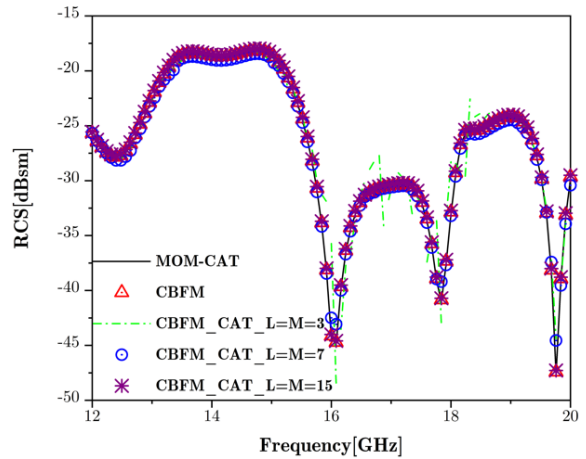 -15
-20
-25
-30
-35
-40
-45
-50
RCS[dBsm]
MOM-CAT
CBFM
CBFM_CAT_L=M=3
CBFM_CAT_L=M=7
CBFM_CAT_L=M=15
12 14 16 18 20
Frequency[GHz]